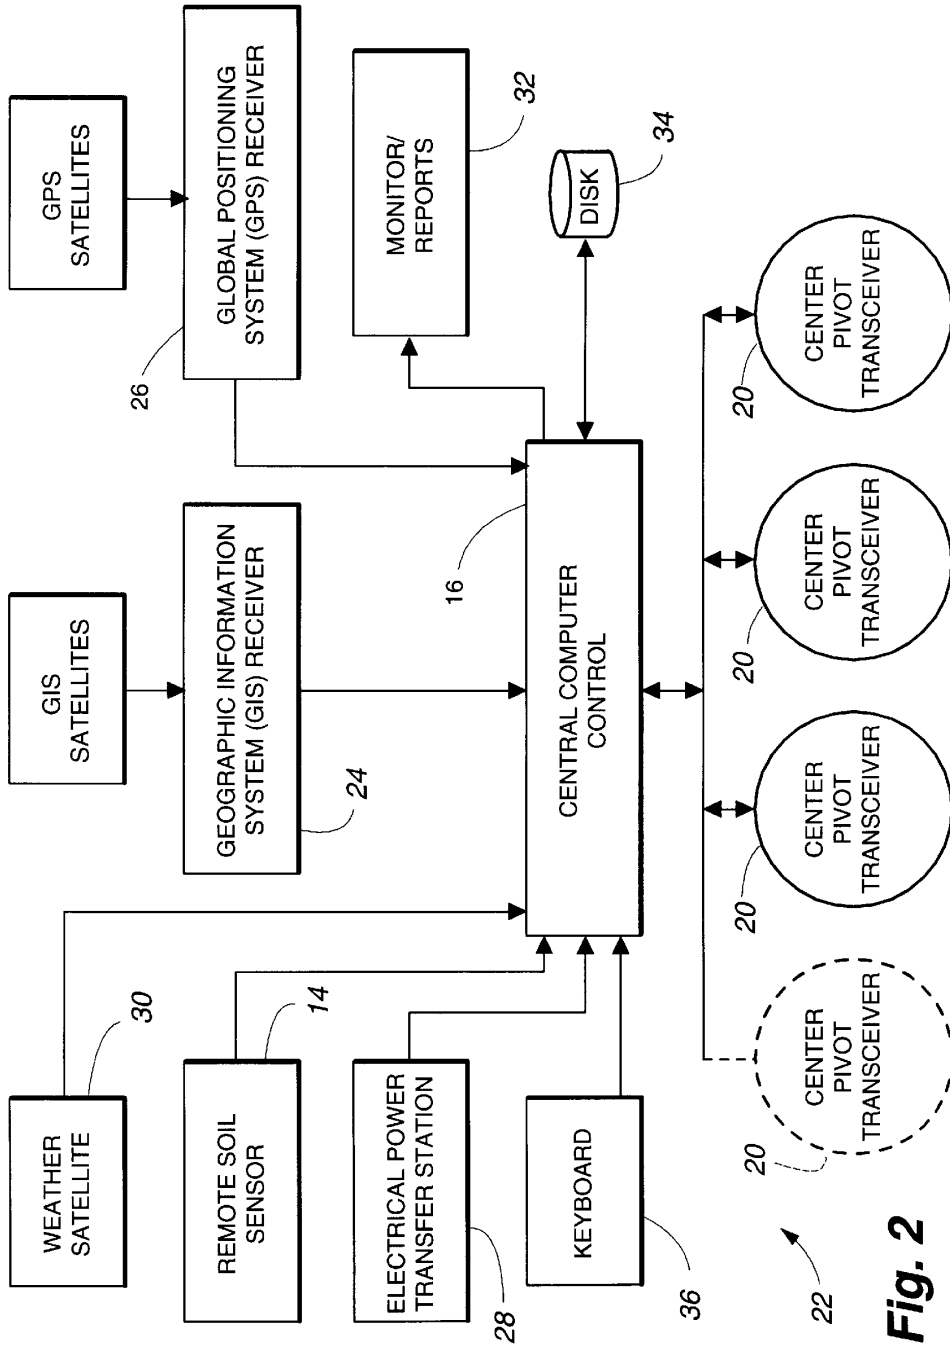 WEATHER
SATELLITE
30
GIS
SATELLITES
GPS
SATELLITES
REMOTE SOIL
SENSOR
14
GEOGRAPHIC INFORMATION
SYSTEM (GIS) RECEIVER
24
GLOBAL POSITIONING
SYSTEM (GPS) RECEIVER
26
ELECTRICAL POWER
TRANSFER STATION
28
MONITOR/
REPORTS
32
KEYBOARD
36
CENTRAL COMPUTER
CONTROL
16
DISK
34
CENTER
PIVOT
TRANSCEIVER
20
CENTER
PIVOT
TRANSCEIVER
20
CENTER
PIVOT
TRANSCEIVER
20
CENTER
PIVOT
TRANSCEIVER
20
22
Fig. 2